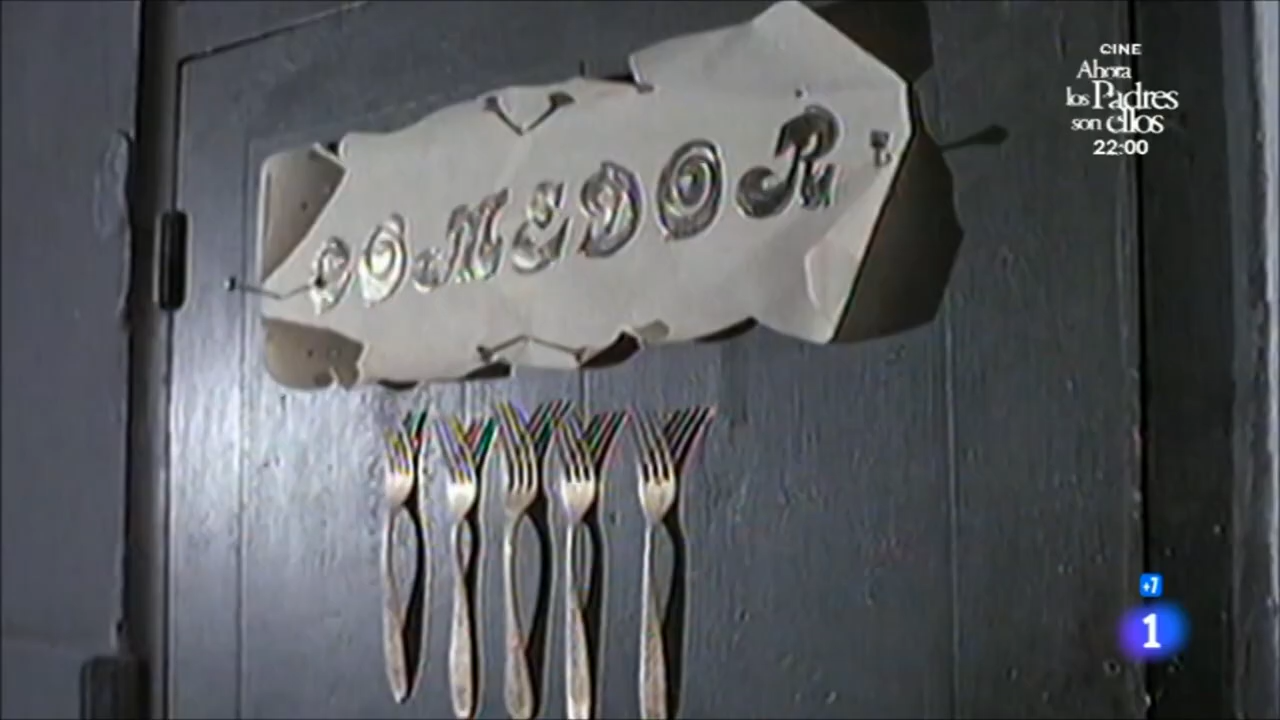 COMEDOR
CINE
Ahora
los Padres
son ellos
22:00
+7
1